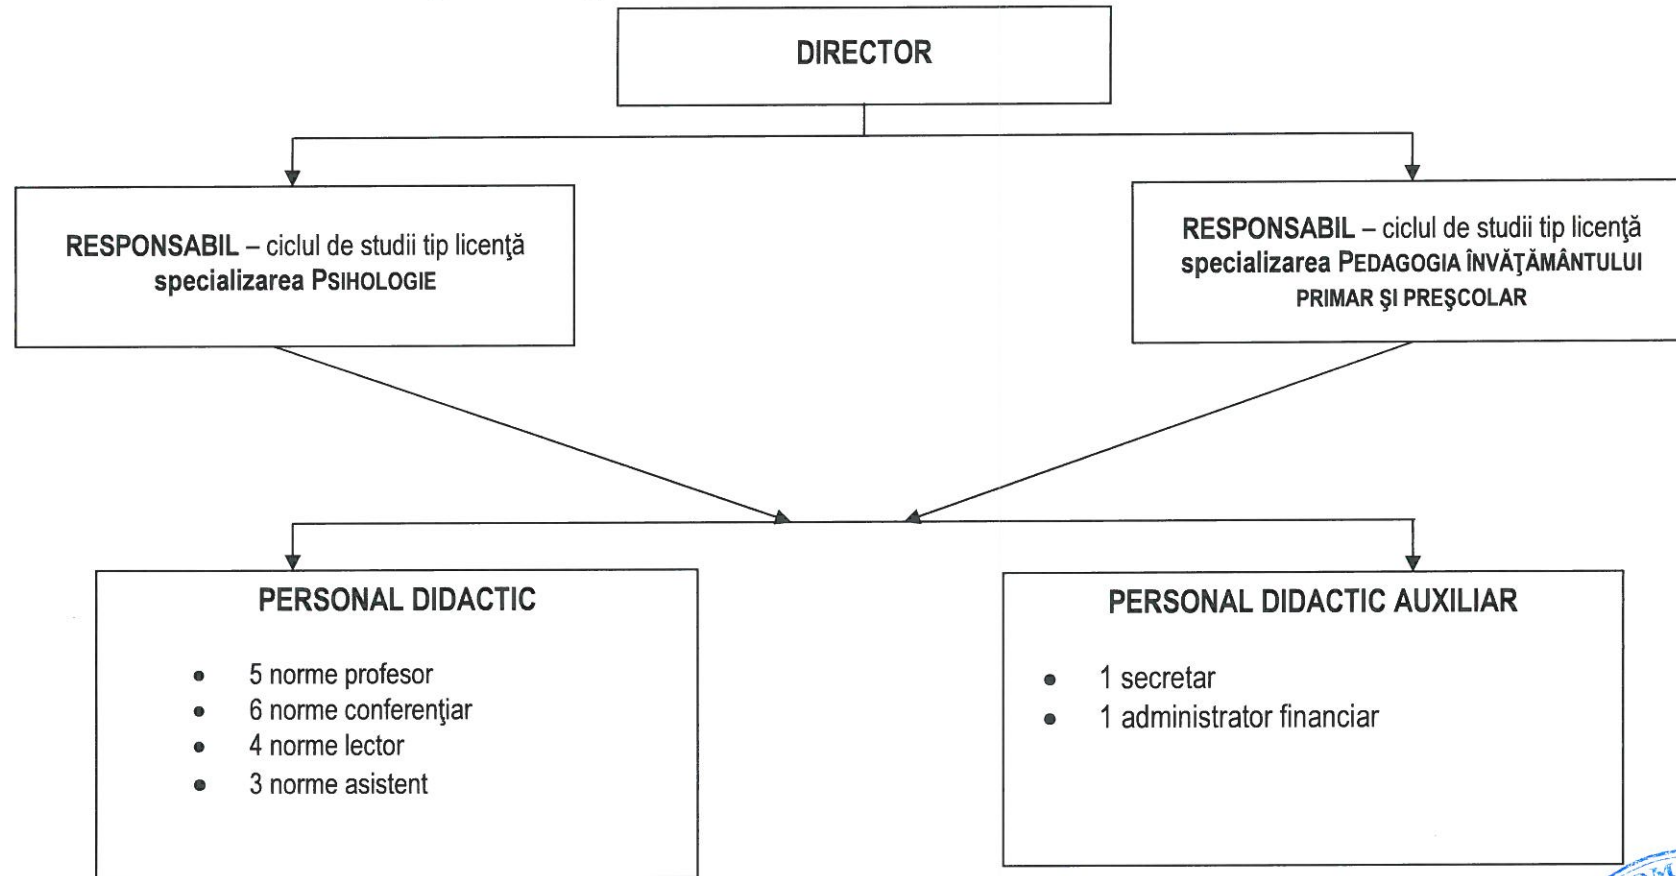 DIRECTOR
RESPONSABIL – ciclul de studii tip licenţă
specializarea PSIHOLOGIE
RESPONSABIL – ciclul de studii tip licenţă
specializarea PEDAGOGIA ÎNVĂŢĂMÂNTULUI
PRIMAR ŞI PREŞCOLAR
PERSONAL DIDACTIC
• 5 norme profesor
• 6 norme conferenţiar
• 4 norme lector
• 3 norme asistent
PERSONAL DIDACTIC AUXILIAR
• 1 secretar
• 1 administrator financiar